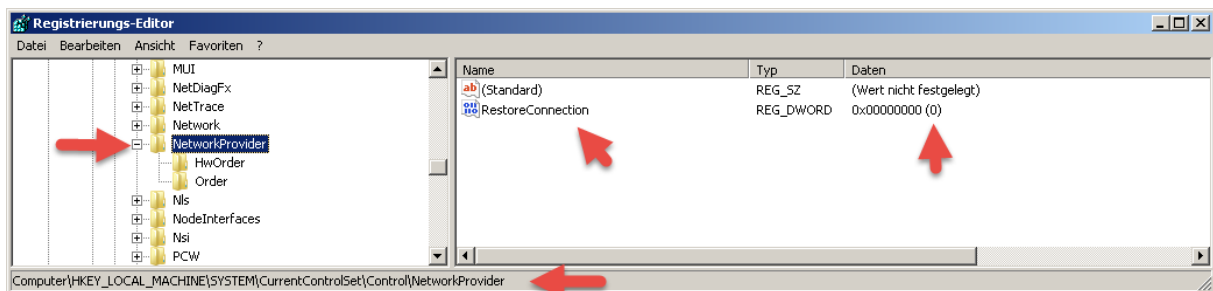 Registrierungs-Editor
Datei Bearbeiten Ansicht Favoriten ?
MUI
NetDiagFx
NetTrace
Network
NetworkProvider
HwOrder
Order
Nls
NodeInterfaces
Nsi
PCW
Name Typ Daten
(Standard) REG_SZ (Wert nicht festgelegt)
RestoreConnection REG_DWORD 0x00000000 (0)
Computer\HKEY_LOCAL_MACHINE\SYSTEM\CurrentControlSet\Control\NetworkProvider